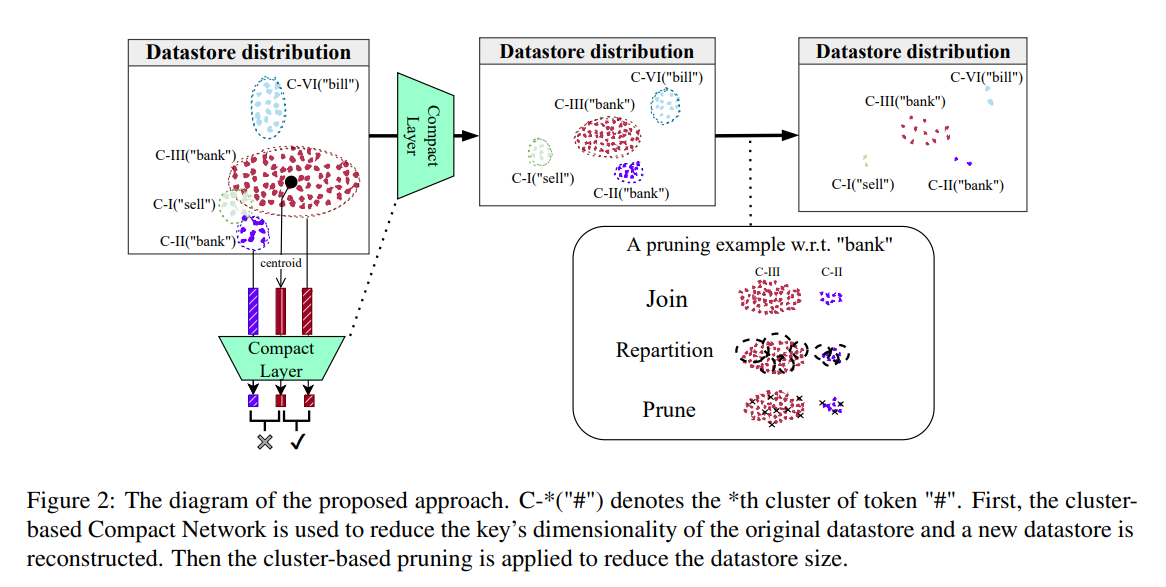 Datastore distribution
C-VI("bill")
C-III("bank")
C-I("sell")
C-II("bank")
centroid
Compact
Layer
Compact
Layer
Datastore distribution
C-VI("bill")
C-III("bank")
C-I("sell")
C-II("bank")
Datastore distribution
C-VI("bill")
C-III("bank")
C-I("sell")
C-II("bank")
A pruning example w.r.t. "bank"
C-III C-II
Join
Repartition
Prune
Figure 2: The diagram of the proposed approach. C-*("#") denotes the *th cluster of token "#". First, the cluster-
based Compact Network is used to reduce the key's dimensionality of the original datastore and a new datastore is
reconstructed. Then the cluster-based pruning is applied to reduce the datastore size.